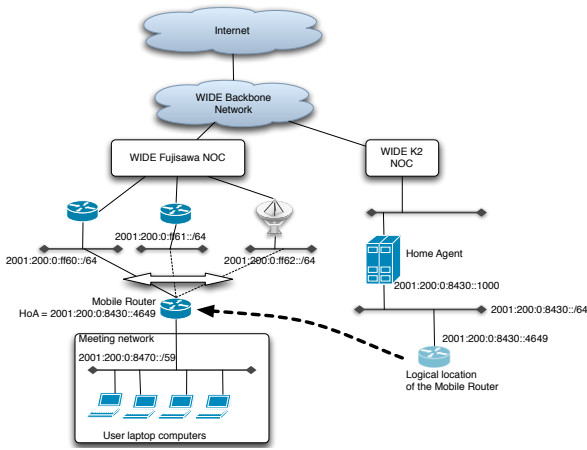 Internet
WIDE Backbone
Network
WIDE Fujisawa NOC
WIDE K2
NOC
2001:200:0:ff61::/64
2001:200:0:ff60::/64
2001:200:0:ff62::/64
Home Agent
2001:200:0:8430::1000
Mobile Router
HoA = 2001:200:0:8430::4649
2001:200:0:8430::/64
Meeting network
2001:200:0:8430::4649
2001:200:0:8470::/59
Logical location
of the Mobile Router
User laptop computers